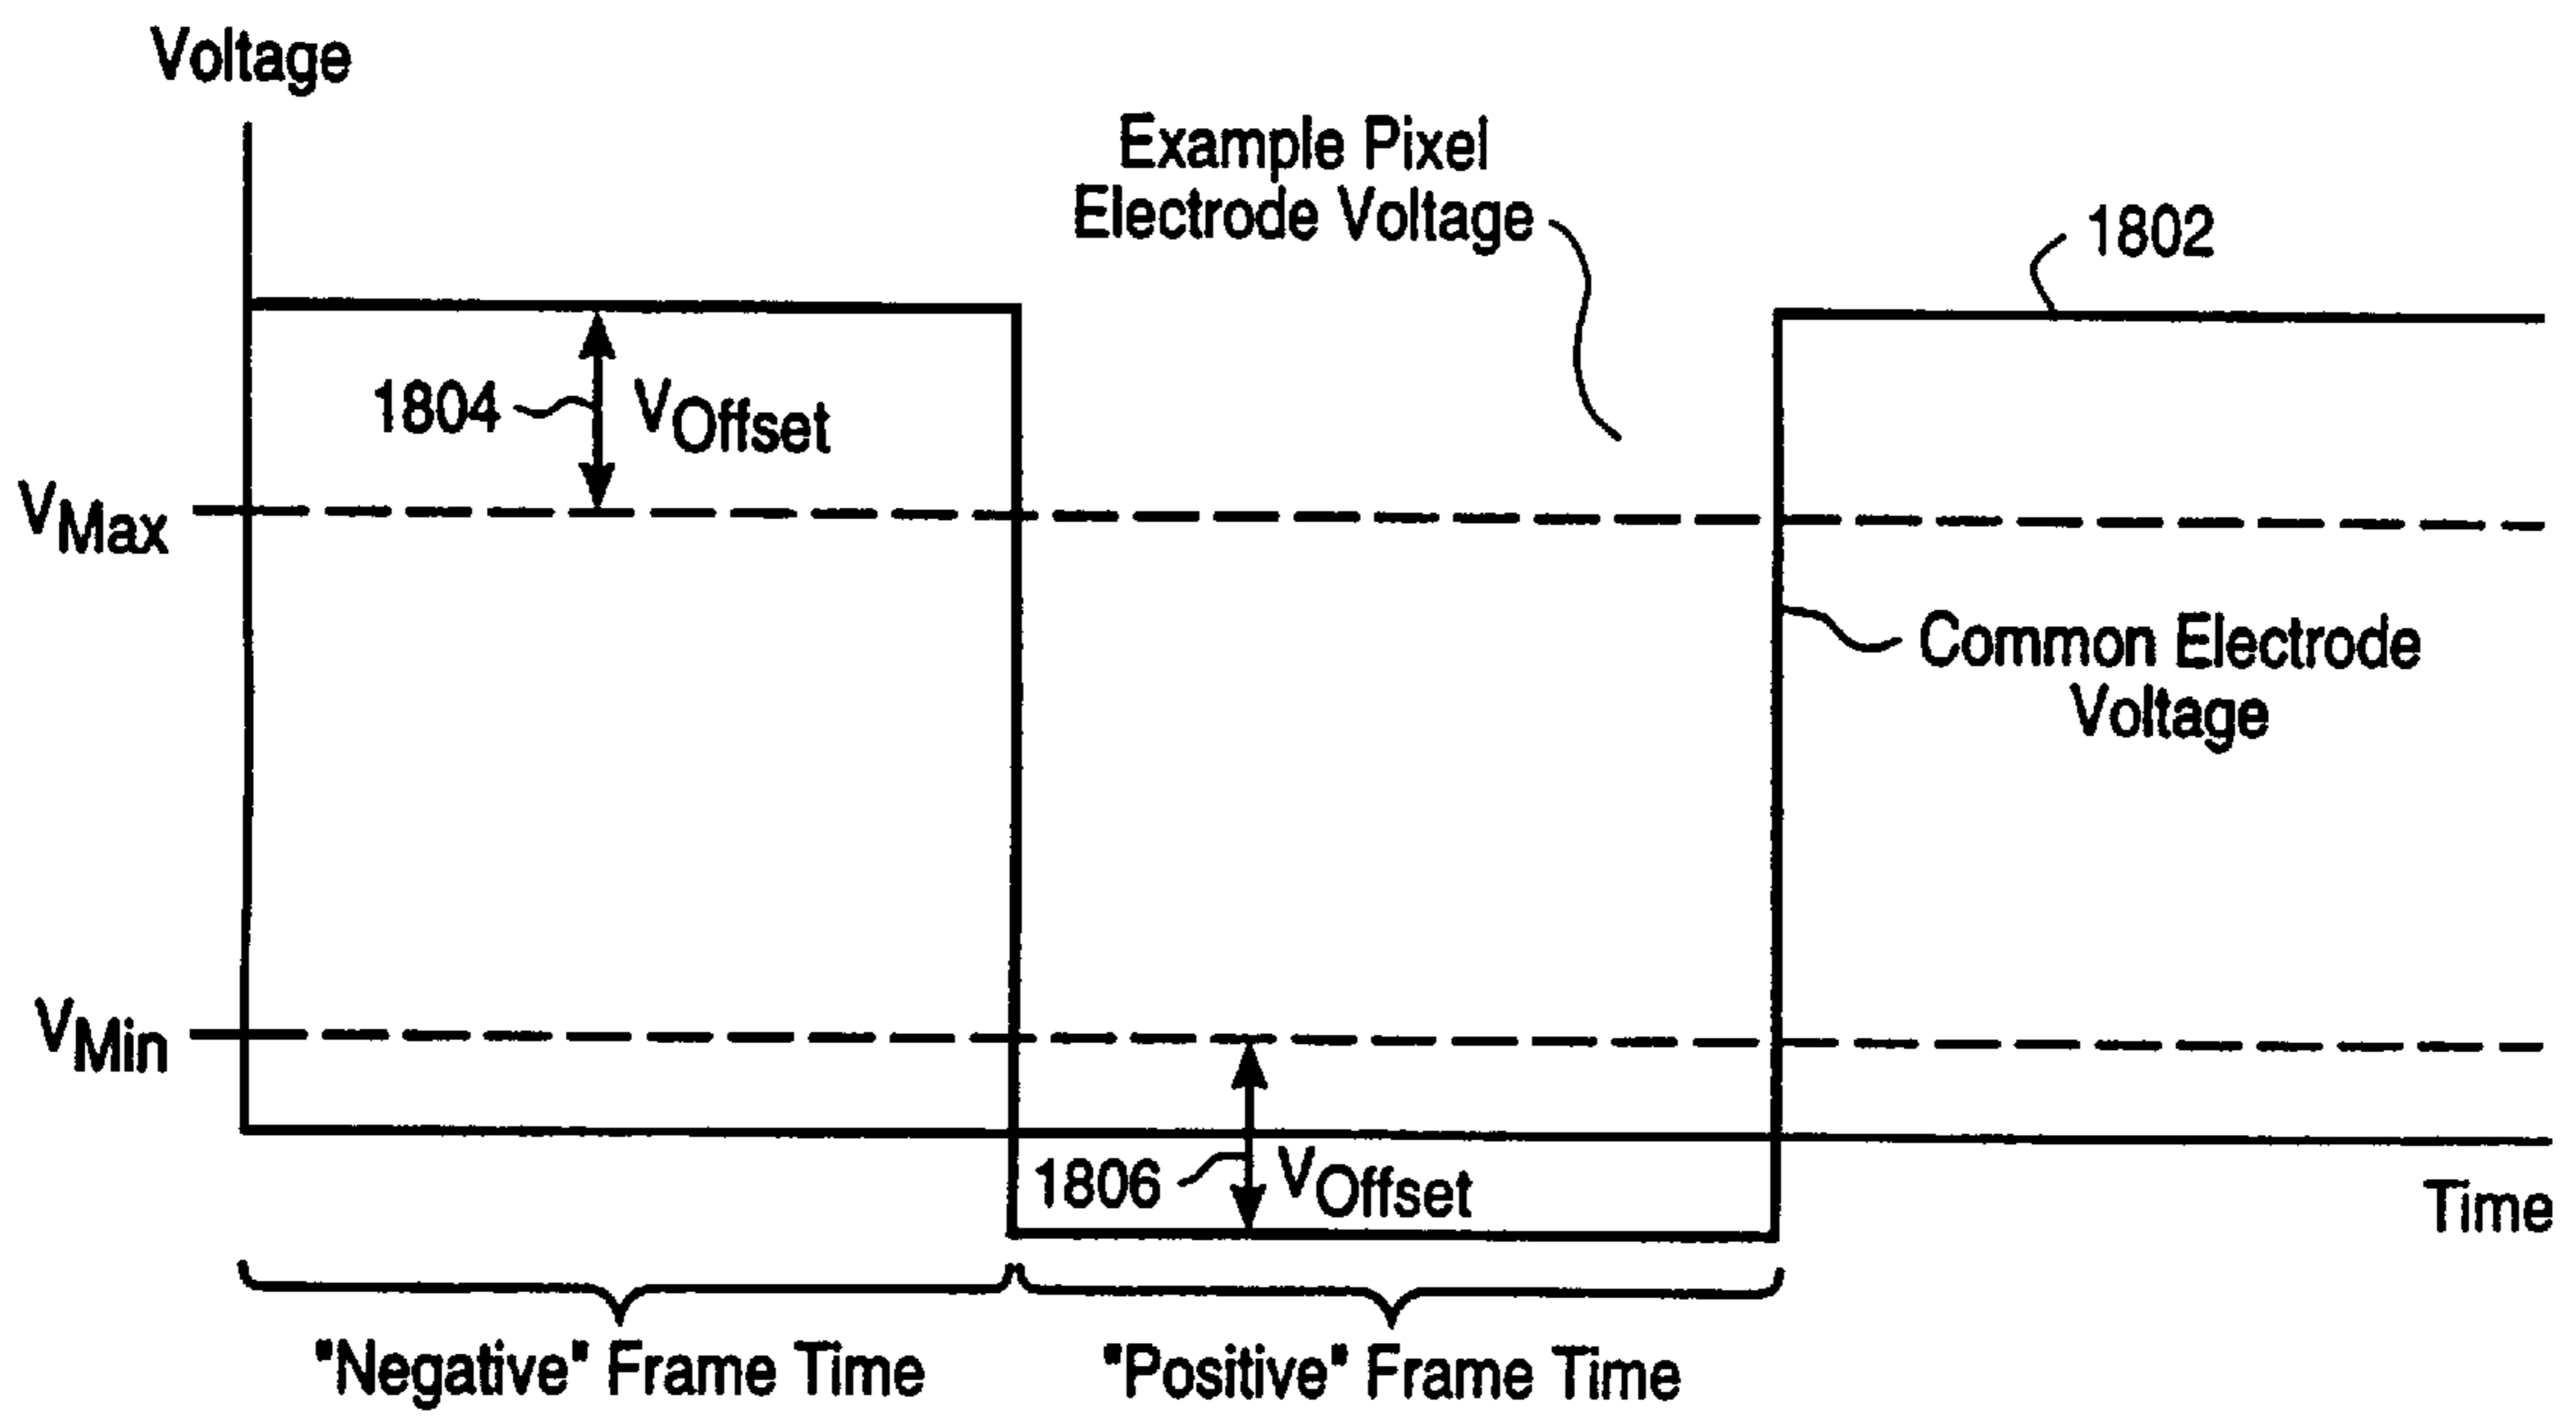 Voltage
Example Pixel
Electrode Voltage
1802
1804
VOffset
VMax
Common Electrode
Voltage
VMin
1806
VOffset
Time
"Negative" Frame Time
"Positive" Frame Time